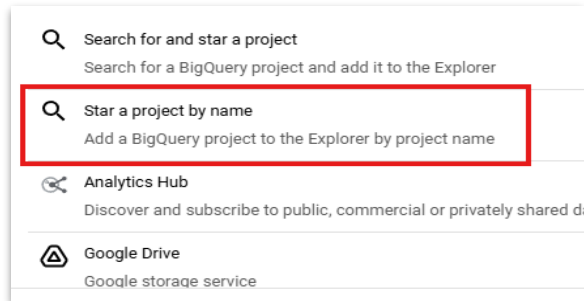 Search for and star a project
Search for a BigQuery project and add it to the Explorer
Star a project by name
Add a BigQuery project to the Explorer by project name
Analytics Hub
Discover and subscribe to public, commercial or privately shared
Google Drive
Google storage service